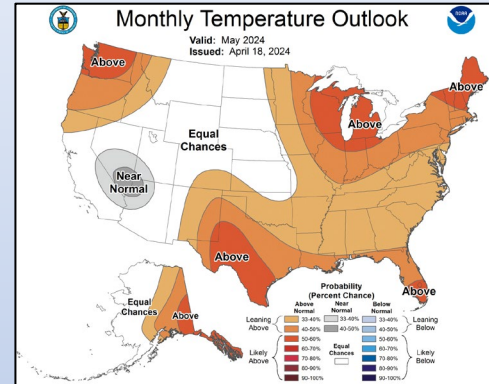 Monthly Temperature Outlook
NOAA
Valid: May 2024
Issued: April 18, 2024
Above
Above
Above
Equal
Chances
Near
Normal
Above
Above
Equal
Chances
Above
Probability
(Percent Chance)
Above
Normal
Near
Normal
Below
Normal
Leaning
Above
33-40%
40-50%
50-60%
33-40%
40-50%
33-40%
40-50%
50-60%
Leaning
Below
Likely
Above
60-70%
70-80%
80-90%
90-100%
Equal
Chances
60-70%
70-80%
80-90%
90-100%
Likely
Below